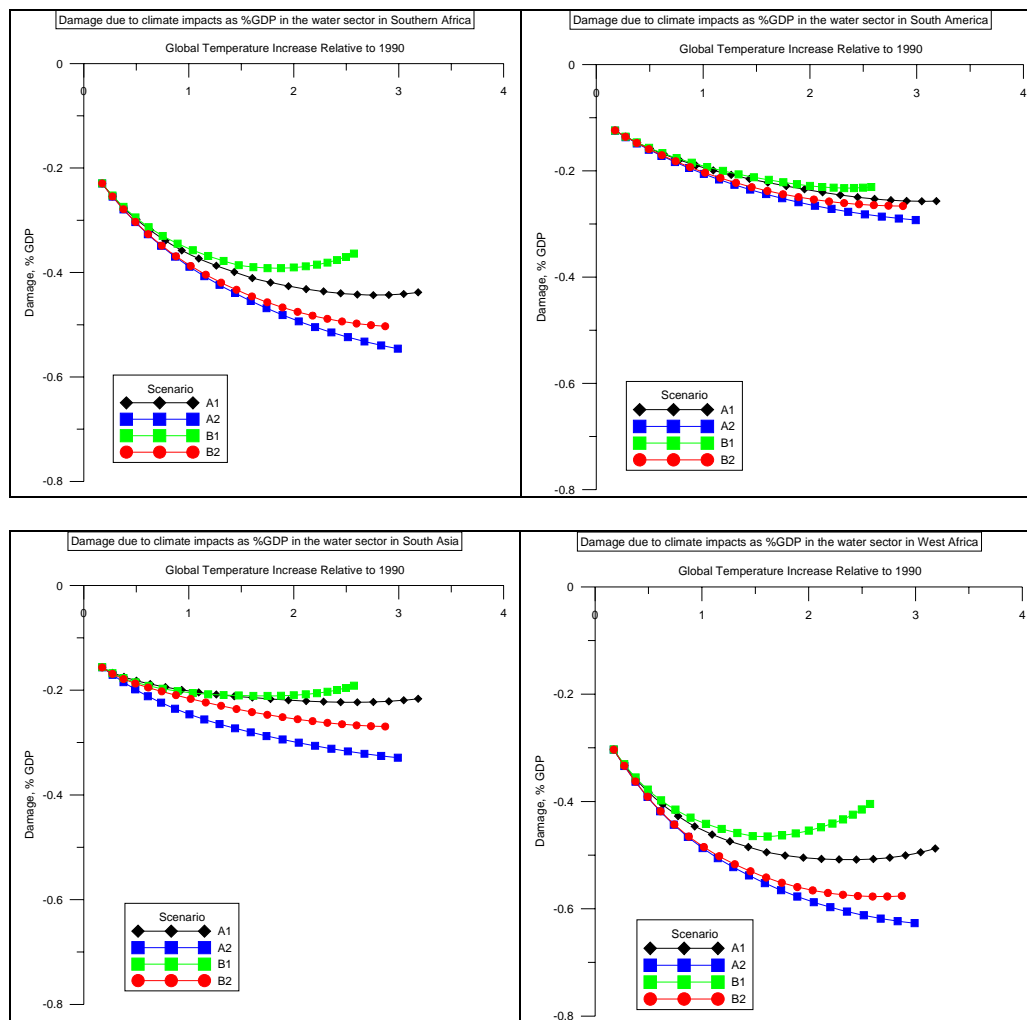 Damage due to climate impacts as %GDP in the water sector in Southern Africa
Global Temperature Increase Relative to 1990
0
0 1 2 3 4
-0.2
-0.4
-0.6
-0.8
Damage, % GDP
Scenario
A1
A2
B1
B2
Damage due to climate impacts as %GDP in the water sector in South America
Global Temperature Increase Relative to 1990
0
0 1 2 3 4
-0.2
-0.4
-0.6
-0.8
Damage, % GDP
Scenario
A1
A2
B1
B2
Damage due to climate impacts as %GDP in the water sector in South Asia
Global Temperature Increase Relative to 1990
0
0 1 2 3 4
-0.2
-0.4
-0.6
-0.8
Damage, % GDP
Scenario
A1
A2
B1
B2
Damage due to climate impacts as %GDP in the water sector in West Africa
Global Temperature Increase Relative to 1990
0
0 1 2 3 4
-0.2
-0.4
-0.6
-0.8
Damage, % GDP
Scenario
A1
A2
B1
B2